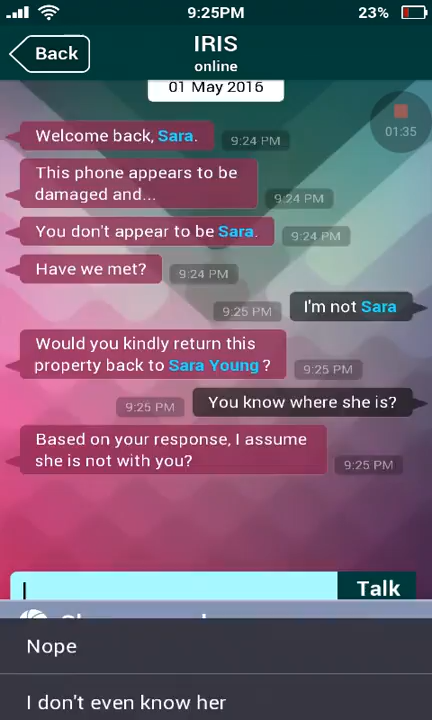 9:25PM
23%
Back
IRIS
online
01 May 2016
01:35
Welcome back, Sara.
9:24 PM
This phone appears to be
damaged and...
9:24 PM
You don't appear to be Sara.
9:24 PM
Have we met?
9:24 PM
9:25 PM
I'm not Sara
Would you kindly return this
property back to Sara Young ?
9:25 PM
9:25 PM
You know where she is?
Based on your response, I assume
she is not with you?
9:25 PM
Talk
Nope
I don't even know her